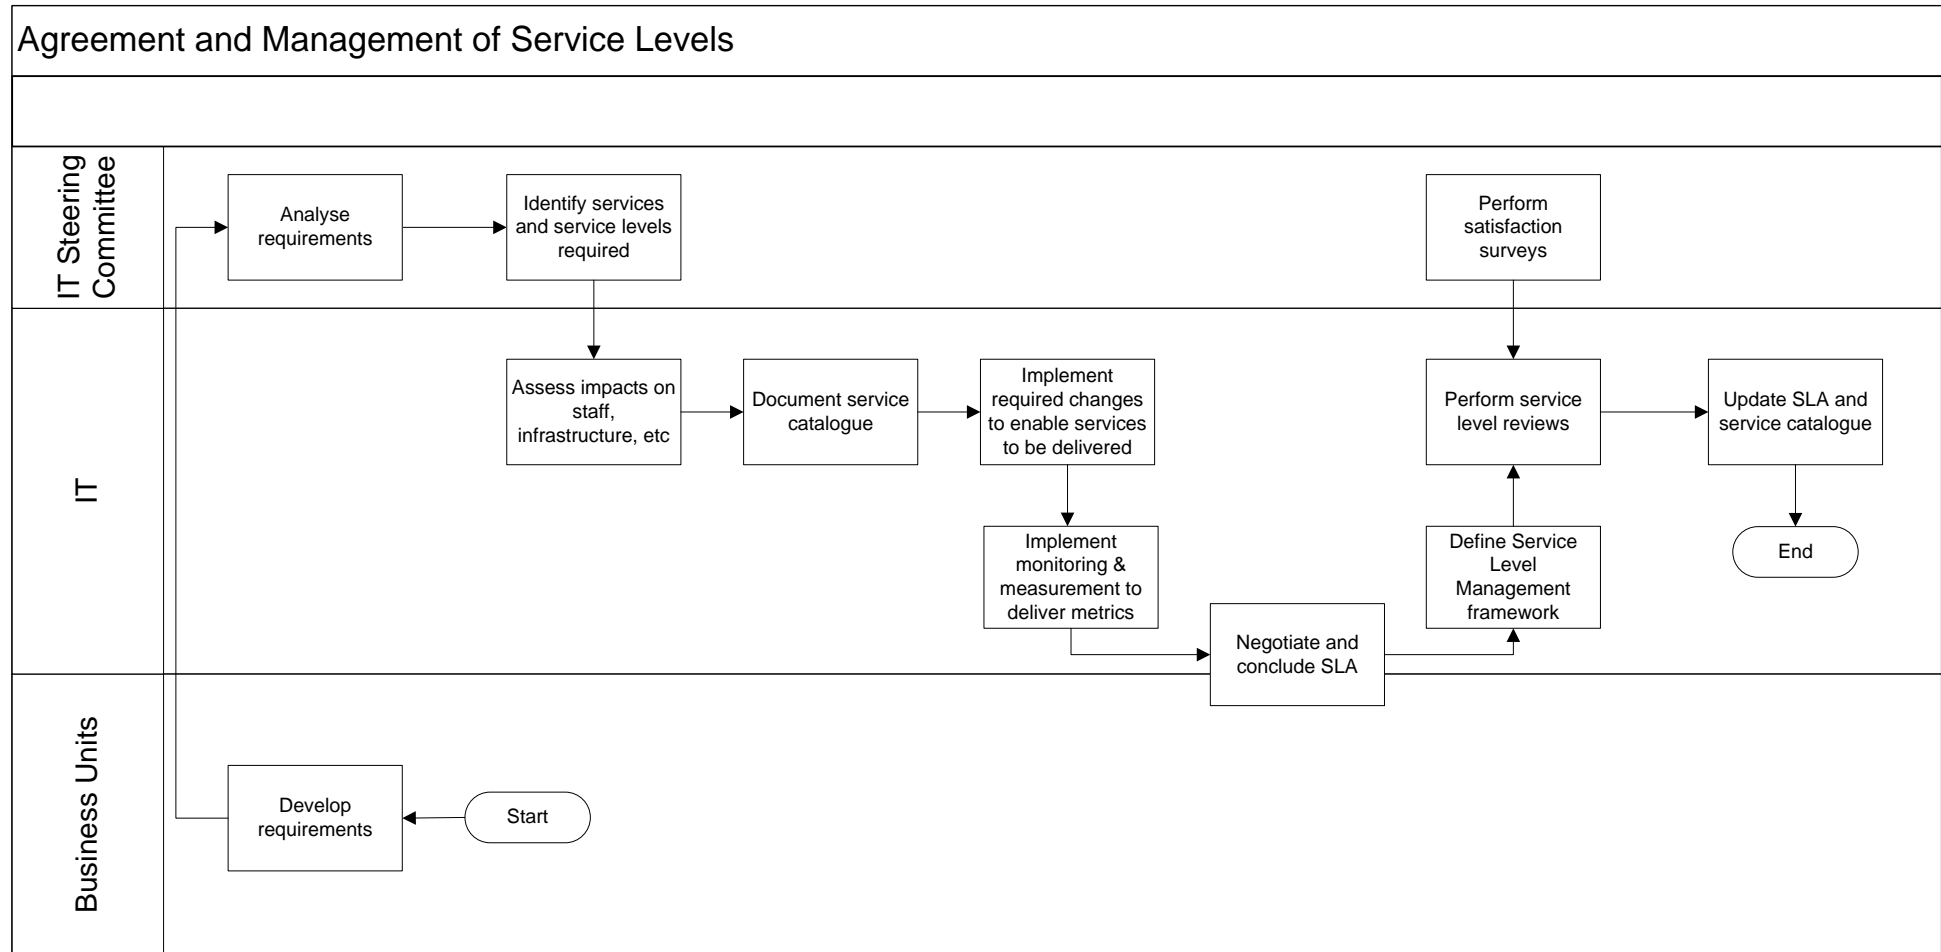 Agreement and Management of Service Levels
IT Steering
Committee
Analyse
requirements
Identify services
and service levels
required
Perform
satisfaction
surveys
IT
Assess impacts on
staff,
infrastructure, etc
Document service
catalogue
Implement
required changes
to enable services
to be delivered
Perform service
level reviews
Update SLA and
service catalogue
Implement
monitoring &
measurement to
deliver metrics
Define Service
Level
Management
framework
End
Negotiate and
conclude SLA
Business Units
Develop
requirements
Start